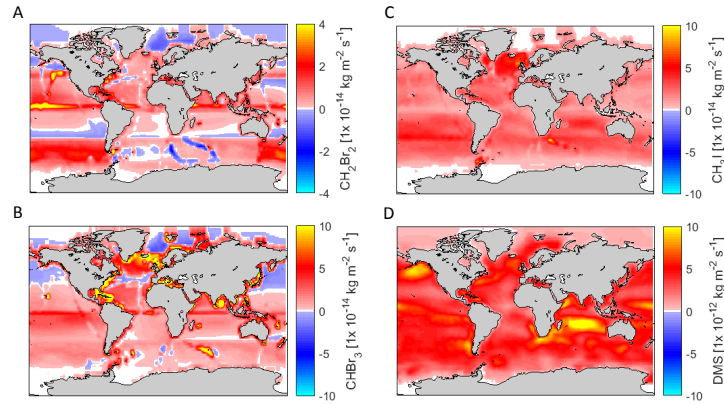 A
4
2
0
-2
-4
CH2Br2 [1x 10-14 kg m-2 s-1]
C
10
5
0
-5
-10
CH3I [1x 10-14 kg m-2 s-1]
B
10
5
0
-5
-10
CHBr3 [1x 10-14 kg m-2 s-1]
D
10
5
0
-5
-10
DMS [1x 10-12 kg m-2 s-1]